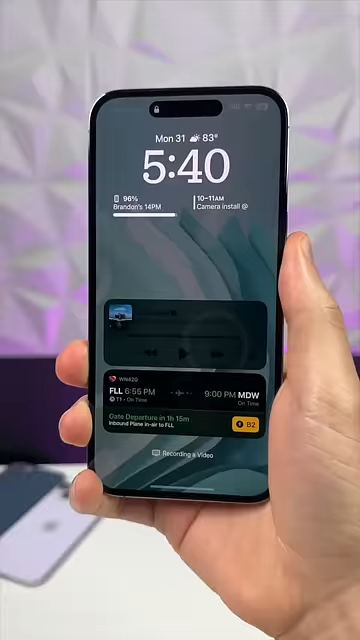 Mon 31 83°
5:40
96%
Brandon's 14PM
10–11AM
Camera install @
WN420
FLL 6:55 PM
9:00 PM MDW
T1 · On Time
On Time
Gate Departure in 1h 15m
Inbound Plane in-air to FLL
B2
Recording a Video